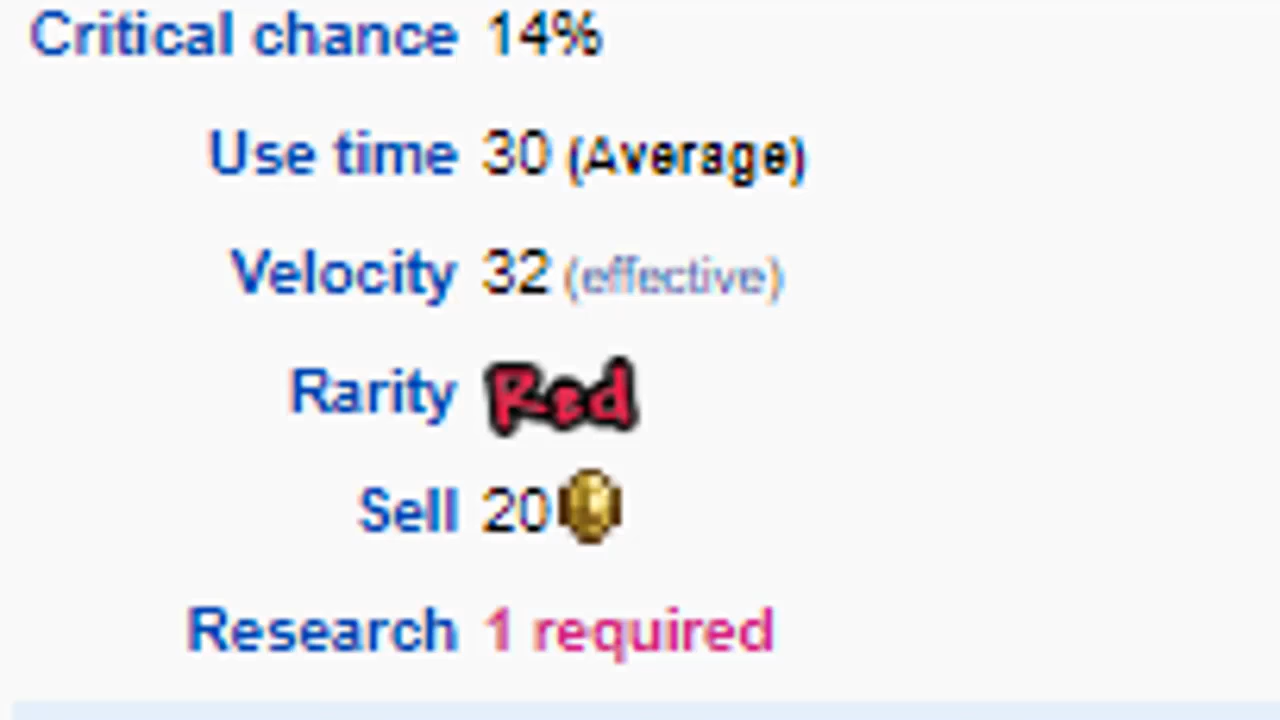 Critical chance 14%
Use time 30 (Average)
Velocity 32 (effective)
Rarity Red
Sell 20
Research 1 required